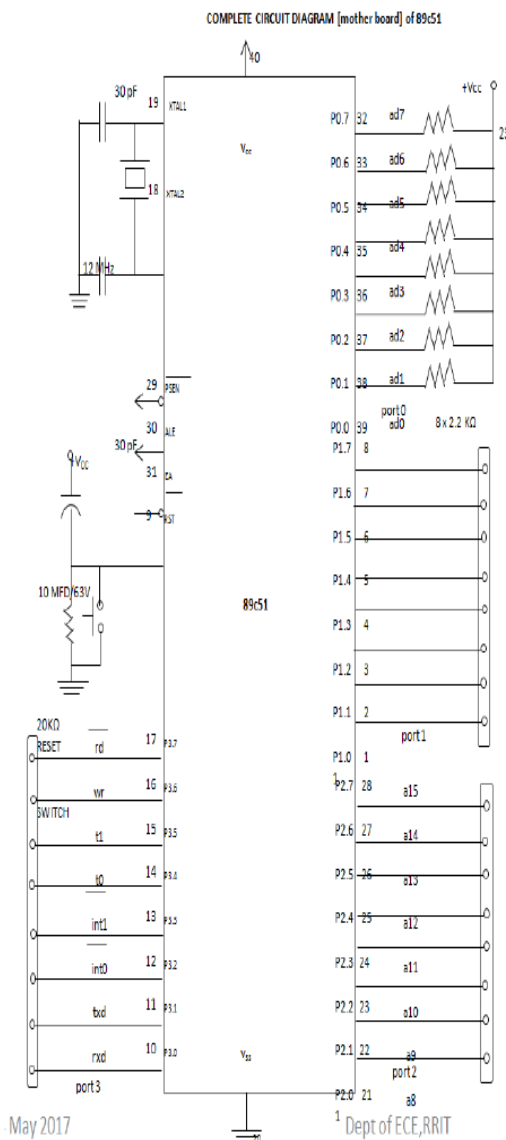 COMPLETE CIRCUIT DIAGRAM [mother board] of 89c51
40
30 pF
19 XTAL1
18 XTAL2
12 MHz
Vcc
+Vcc
P0.7 32 ad7
P0.6 33 ad6
P0.5 34 ad5
P0.4 35 ad4
P0.3 36 ad3
P0.2 37 ad2
P0.1 38 ad1
port0
P0.0 39 ad0 8 x 2.2 KΩ
29 PSEN
30 ALE
30 pF
31 EA
+Vcc
9 RST
10 MFD/63V
89c51
P1.7 8
P1.6 7
P1.5 6
P1.4 5
P1.3 4
P1.2 3
P1.1 2
port1
P1.0 1
1
20KΩ
RESET
SWITCH
rd 17 P3.7
wr 16 P3.6
t1 15 P3.5
t0 14 P3.4
int1 13
int0 12 P3.2
txd 11 P3.1
rxd 10 P3.0
port3
P2.7 28 a15
P2.6 27 a14
P2.5 26 a13
P2.4 25 a12
P2.3 24 a11
P2.2 23 a10
P2.1 22 a9
port2
P2.0 21 a8
1
Vss
May 2017
Dept of ECE,RRIT